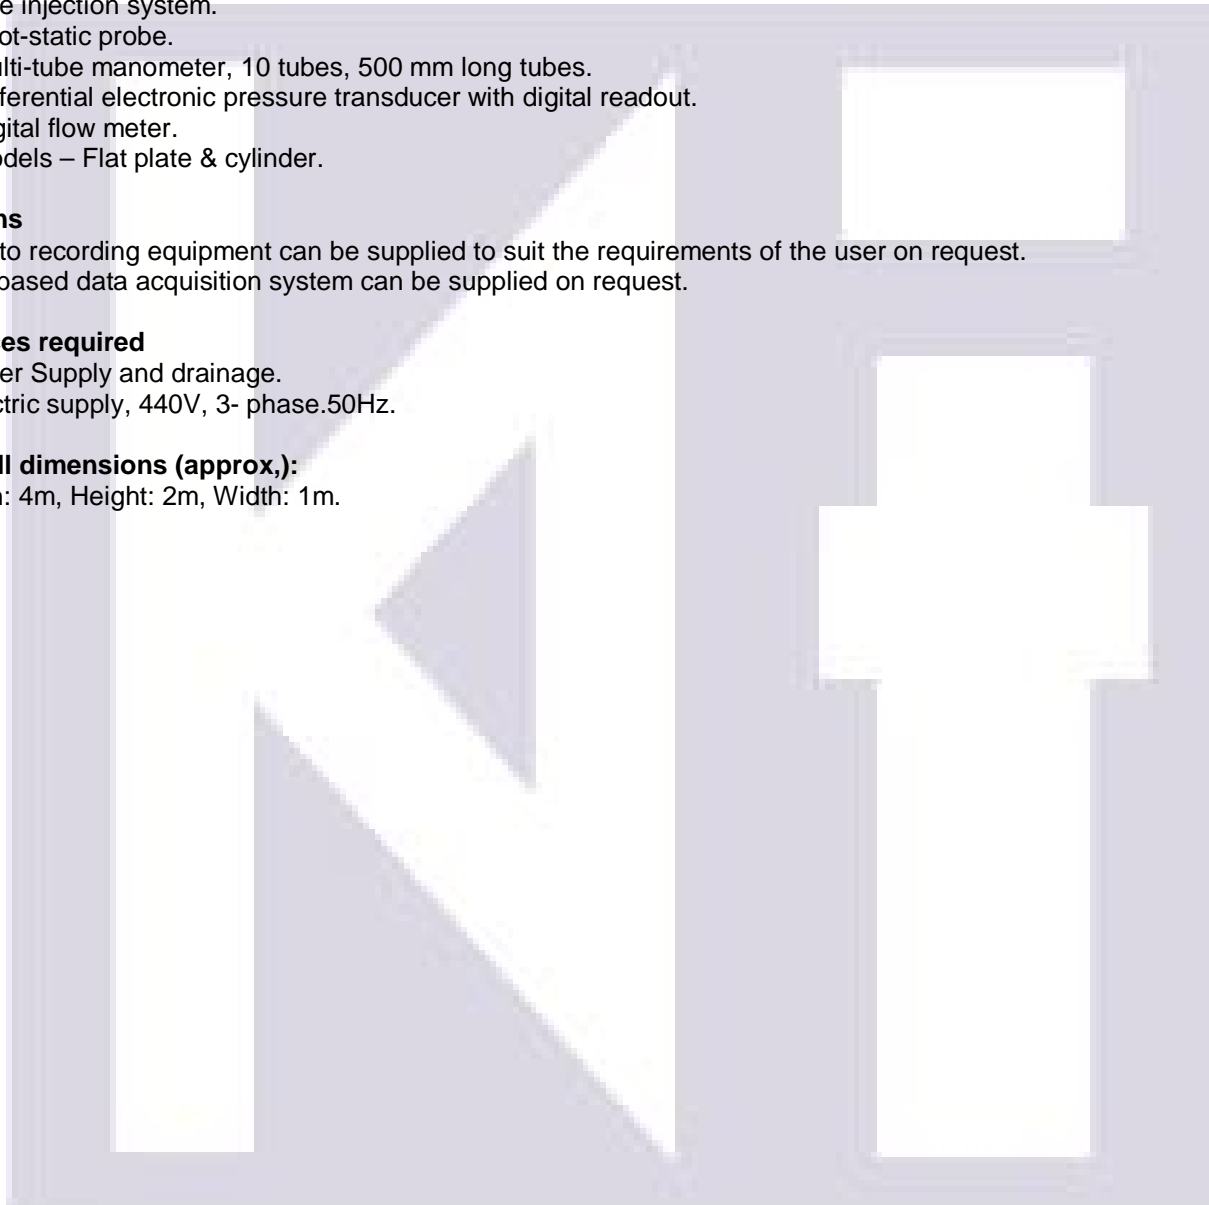 e injection system.
ot-static probe.
ulti-tube manometer, 10 tubes, 500 mm long tubes.
ferential electronic pressure transducer with digital readout.
gital flow meter.
odels – Flat plate & cylinder.
ns
to recording equipment can be supplied to suit the requirements of the user on request.
based data acquisition system can be supplied on request.
es required
er Supply and drainage.
ctric supply, 440V, 3- phase.50Hz.
ll dimensions (approx,):
: 4m, Height: 2m, Width: 1m.